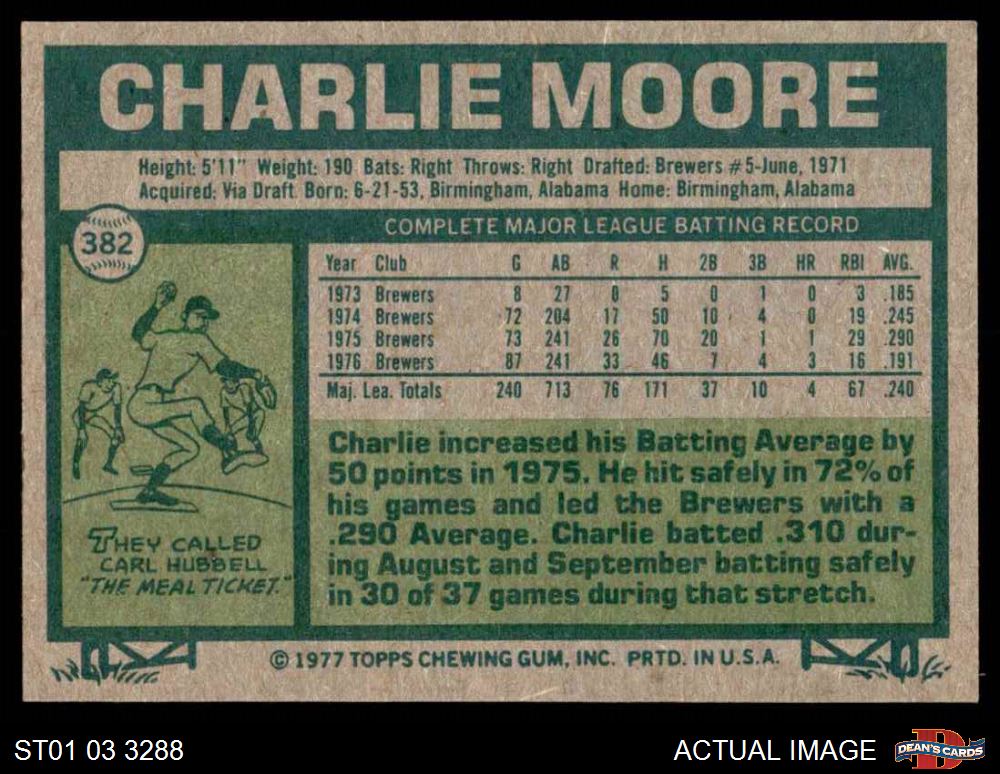 CHARLIE MOORE
Height: 5'11" Weight: 190 Bats: Right Throws: Right Drafted: Brewers #5-June, 1971
Acquired: Via Draft Born: 6-21-53, Birmingham, Alabama Home: Birmingham, Alabama
382
COMPLETE MAJOR LEAGUE BATTING RECORD
Year Club G AB R H 2B 3B HR RBI AVG.
1973 Brewers 8 27 0 5 0 1 0 3 .185
1974 Brewers 72 204 17 50 10 4 0 19 .245
1975 Brewers 73 241 26 70 20 1 1 29 .290
1976 Brewers 87 241 33 46 7 4 3 16 .191
Maj. Lea. Totals 240 713 76 171 37 10 4 67 .240
THEY CALLED
CARL HUBBELL
"THE MEAL TICKET."
Charlie increased his Batting Average by
50 points in 1975. He hit safely in 72% of
his games and led the Brewers with a
.290 Average. Charlie batted .310 dur-
ing August and September batting safely
in 30 of 37 games during that stretch.
© 1977 TOPPS CHEWING GUM, INC. PRTD. IN U.S.A.
ST01 03 3288
ACTUAL IMAGE
D
DEAN'S CARDS